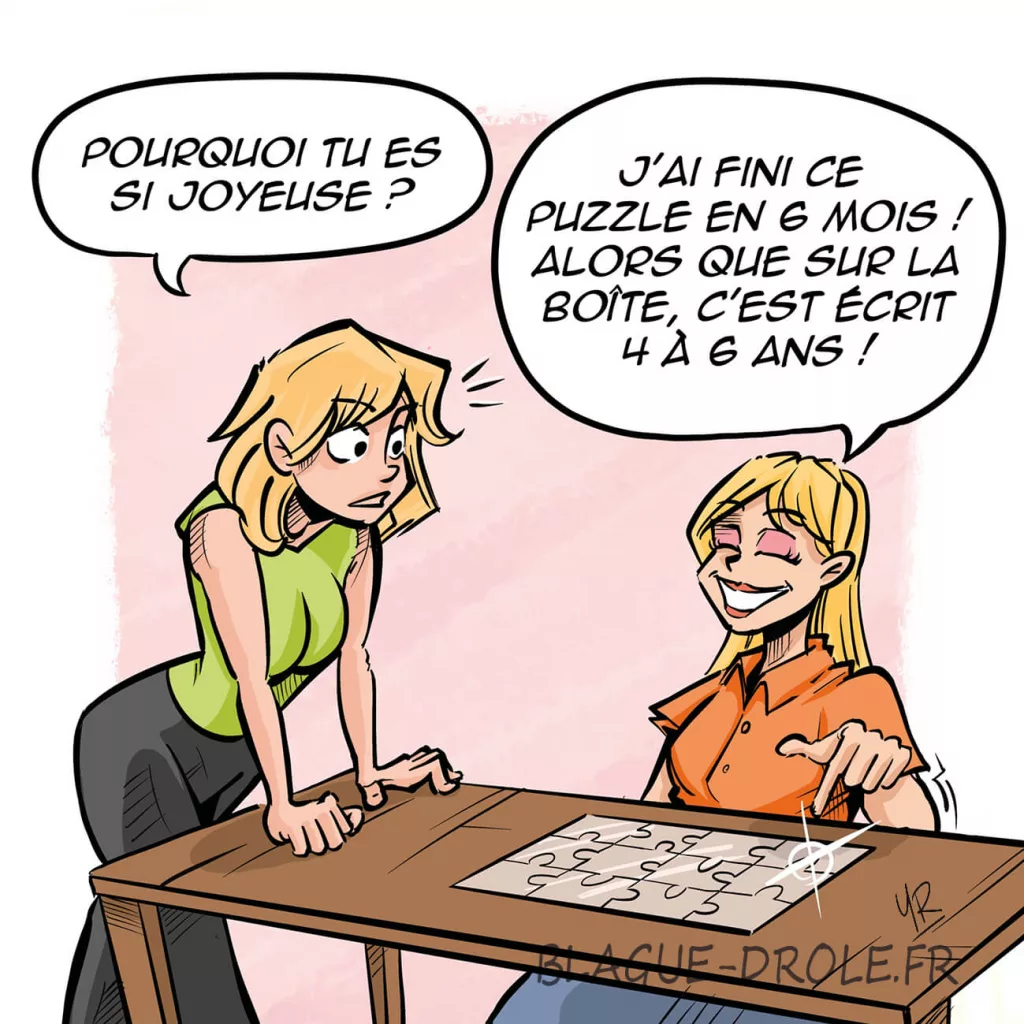 POURQUOI TU ES
SI JOYEUSE ?
J'AI FINI CE
PUZZLE EN 6 MOIS !
ALORS QUE SUR LA
BOÎTE, C'EST ÉCRIT
4 À 6 ANS !
YR
BLAGUE-DROLE.FR